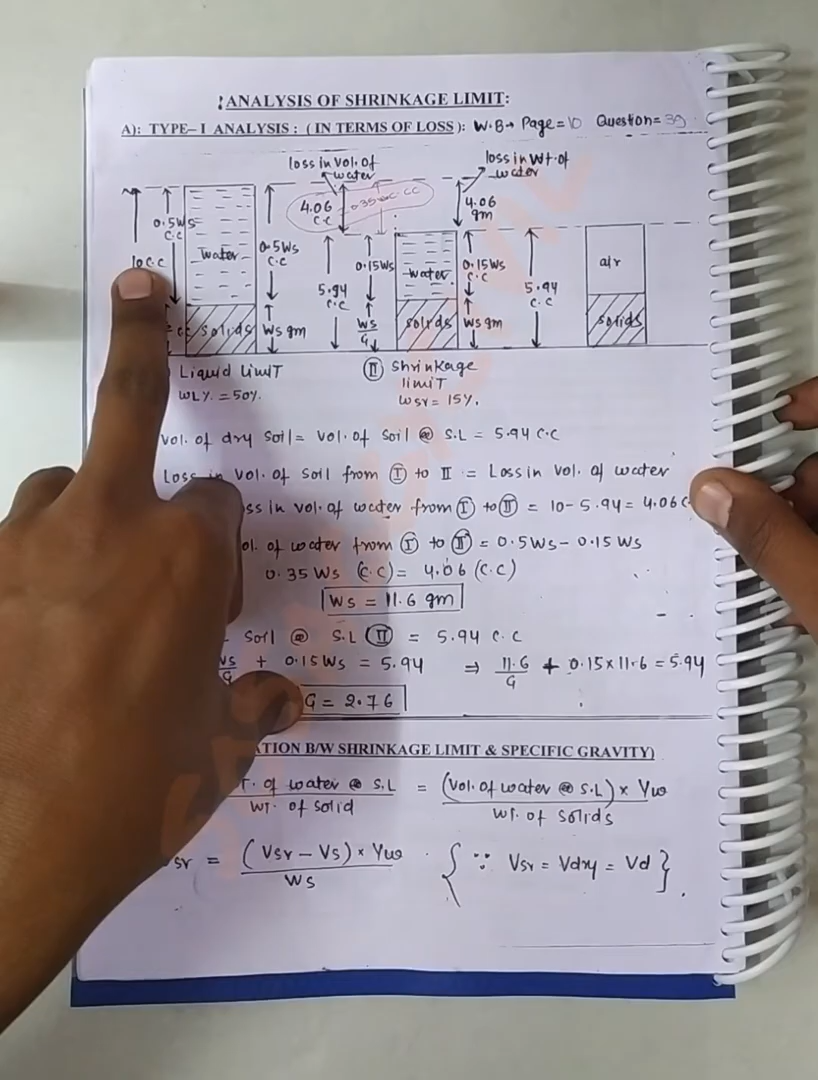 ANALYSIS OF SHRINKAGE LIMIT:
A): TYPE-I ANALYSIS : ( IN TERMS OF LOSS ): W.B→ Page=10 Question= 39
loss in vol. of water
loss in wt. of water
0.5Ws c.c
10 c.c
water
solids
0.5Ws c.c
Ws gm
4.06 c.c
5.94 c.c
0.15Ws
Ws/G
water
solids
4.06 gm
0.15Ws c.c
Ws gm
5.94 c.c
air
solids
Liquid limiT
WL% = 50%.
II Shrinkage limiT
Wsr = 15%.
Vol. of dry soil = Vol. of Soil @ S.L = 5.94 C.C
Loss in Vol. of Soil from I to II = Loss in Vol. of water
ss in Vol. of water from I to II = 10 - 5.94 = 4.06 c
ol. of water from I to II = 0.5Ws - 0.15 Ws
0.35 Ws (c.c) = 4.06 (c.c)
Ws = 11.6 gm
Soil @ S.L II = 5.94 c.c
Ws/G + 0.15Ws = 5.94 ⇒ 11.6/G + 0.15×11.6 = 5.94
G = 2.76
ATION B/W SHRINKAGE LIMIT & SPECIFIC GRAVITY)
T. of water @ S.L / WT. of Solid = (Vol. of water @ S.L) × γw / WT. of Solids
sr = (Vsr - Vs) × γw / Ws { ∵ Vsr = Vdry = Vd }